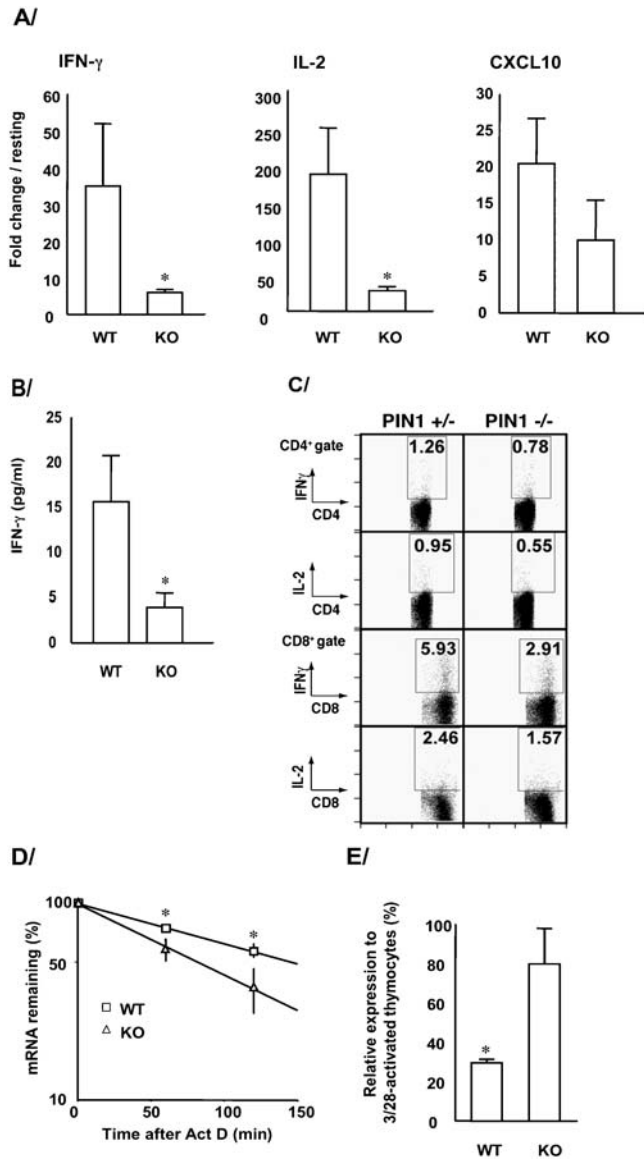 A/
IFN-γ
IL-2
CXCL10
Fold change / resting
60
50
40
30
20
10
0
WT
KO
*
300
250
200
150
100
50
0
WT
KO
*
30
25
20
15
10
5
0
WT
KO
B/
IFN-γ (pg/ml)
25
20
15
10
5
0
WT
KO
*
C/
PIN1 +/-
PIN1 -/-
CD4+ gate
1.26
0.78
IFNγ
CD4
0.95
0.55
IL-2
CD4
CD8+ gate
5.93
2.91
IFNγ
CD8
2.46
1.57
IL-2
CD8
D/
mRNA remaining (%)
100
50
10
*
*
WT
KO
0
50
100
150
Time after Act D (min)
E/
Relative expression to
3/28-activated thymocytes (%)
100
80
60
40
20
0
*
WT
KO